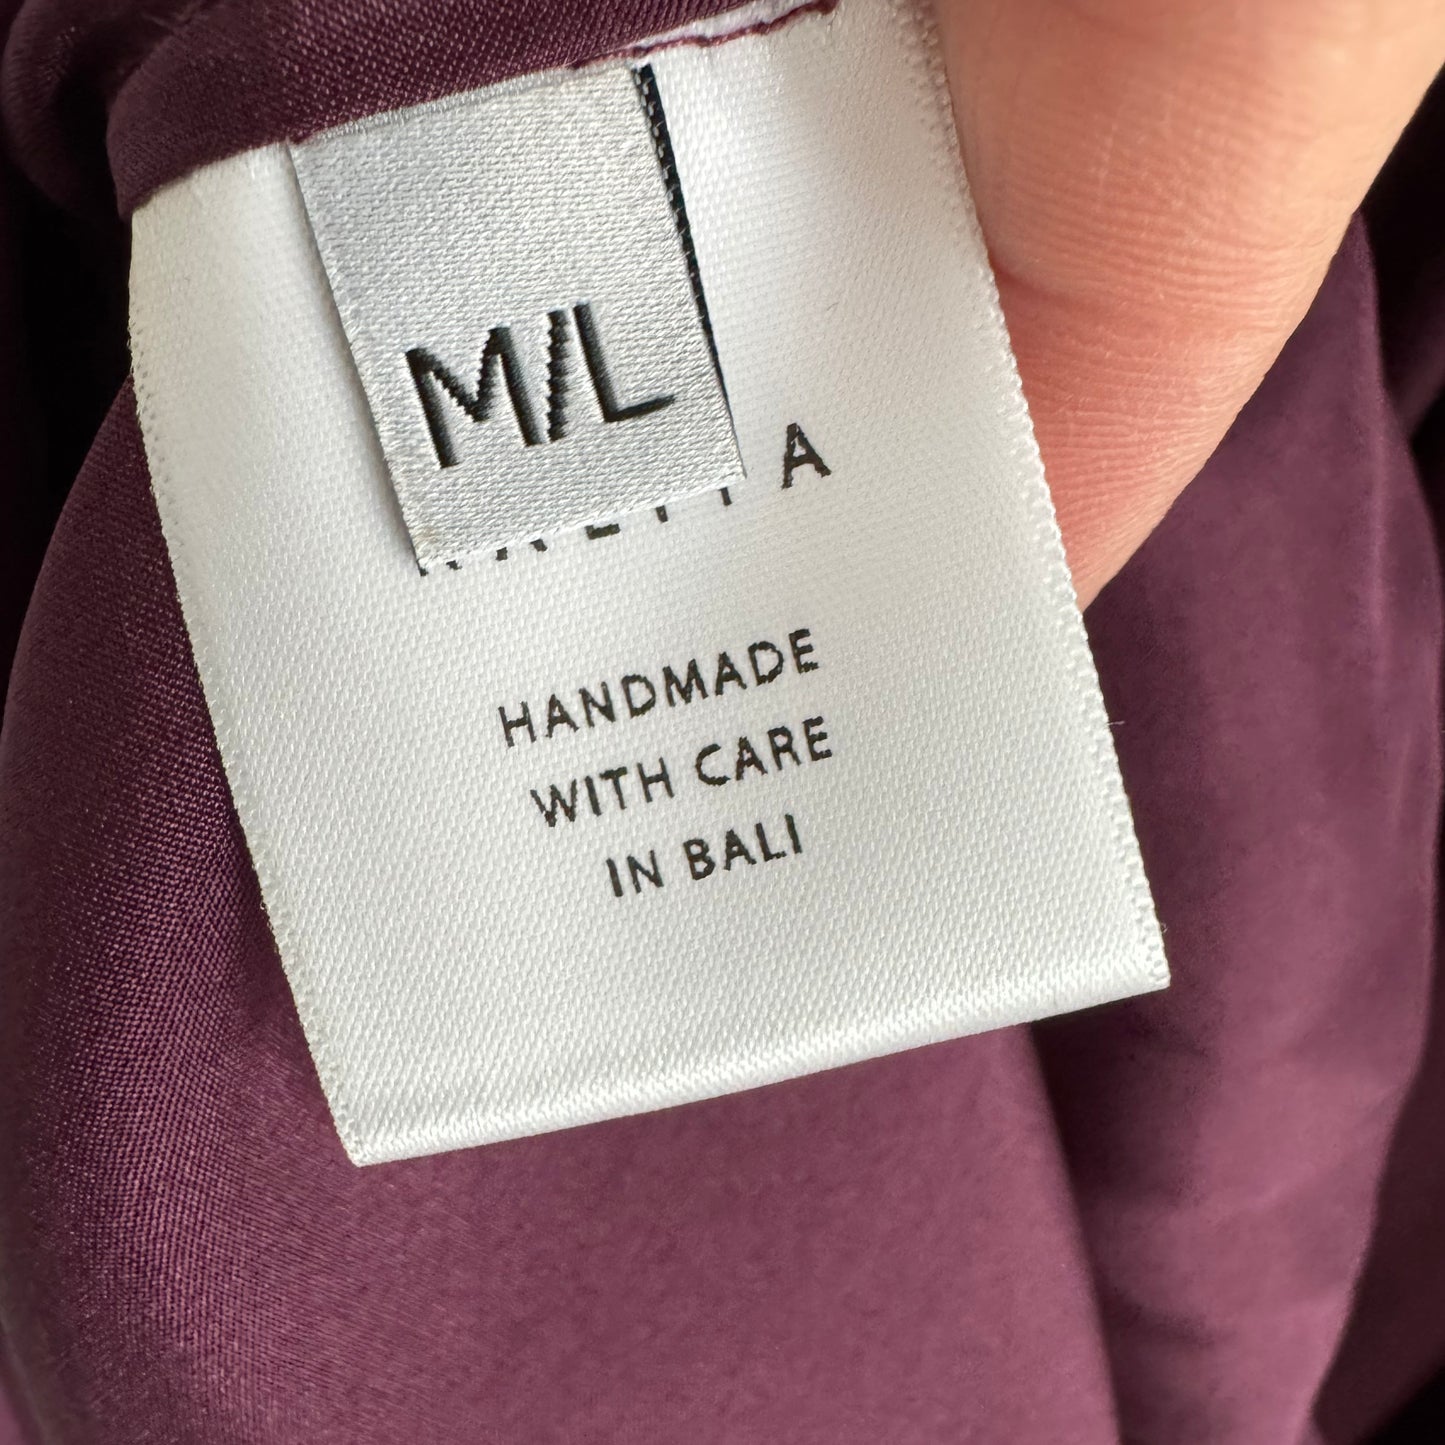 M/L
HANDMADE
WITH CARE
IN BALI